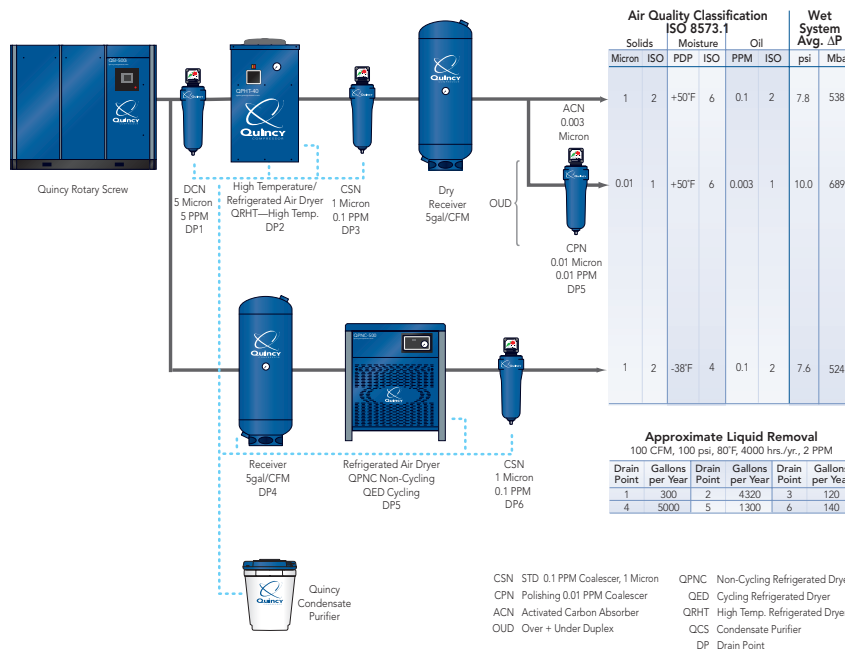 Air Quality Classification
ISO 8573.1
Wet
System
Avg. ΔP
Solids Moisture Oil
Micron ISO PDP ISO PPM ISO psi Mba
1 2 +50°F 6 0.1 2 7.8 538
0.01 1 +50°F 6 0.003 1 10.0 689
1 2 -38°F 4 0.1 2 7.6 524
QPHT-40
Quincy
COMPRESSOR
Quincy
Quincy
Quincy Rotary Screw
DCN
5 Micron
5 PPM
DP1
High Temperature/
Refrigerated Air Dryer
QRHT—High Temp.
DP2
CSN
1 Micron
0.1 PPM
DP3
Dry
Receiver
5gal/CFM
ACN
0.003
Micron
OUD
CPN
0.01 Micron
0.01 PPM
DP5
Quincy
QPNC-500
Quincy
Receiver
5gal/CFM
DP4
Refrigerated Air Dryer
QPNC Non-Cycling
QED Cycling
DP5
CSN
1 Micron
0.1 PPM
DP6
Approximate Liquid Removal
100 CFM, 100 psi, 80°F, 4000 hrs./yr., 2 PPM
Drain Point Gallons per Year Drain Point Gallons per Year Drain Point Gallons per Year
1 300 2 4320 3 120
4 5000 5 1300 6 140
Quincy
Quincy
Condensate
Purifier
CSN STD 0.1 PPM Coalescer, 1 Micron
CPN Polishing 0.01 PPM Coalescer
ACN Activated Carbon Absorber
OUD Over + Under Duplex
QPNC Non-Cycling Refrigerated Drye
QED Cycling Refrigerated Dryer
QRHT High Temp. Refrigerated Drye
QCS Condensate Purifier
DP Drain Point